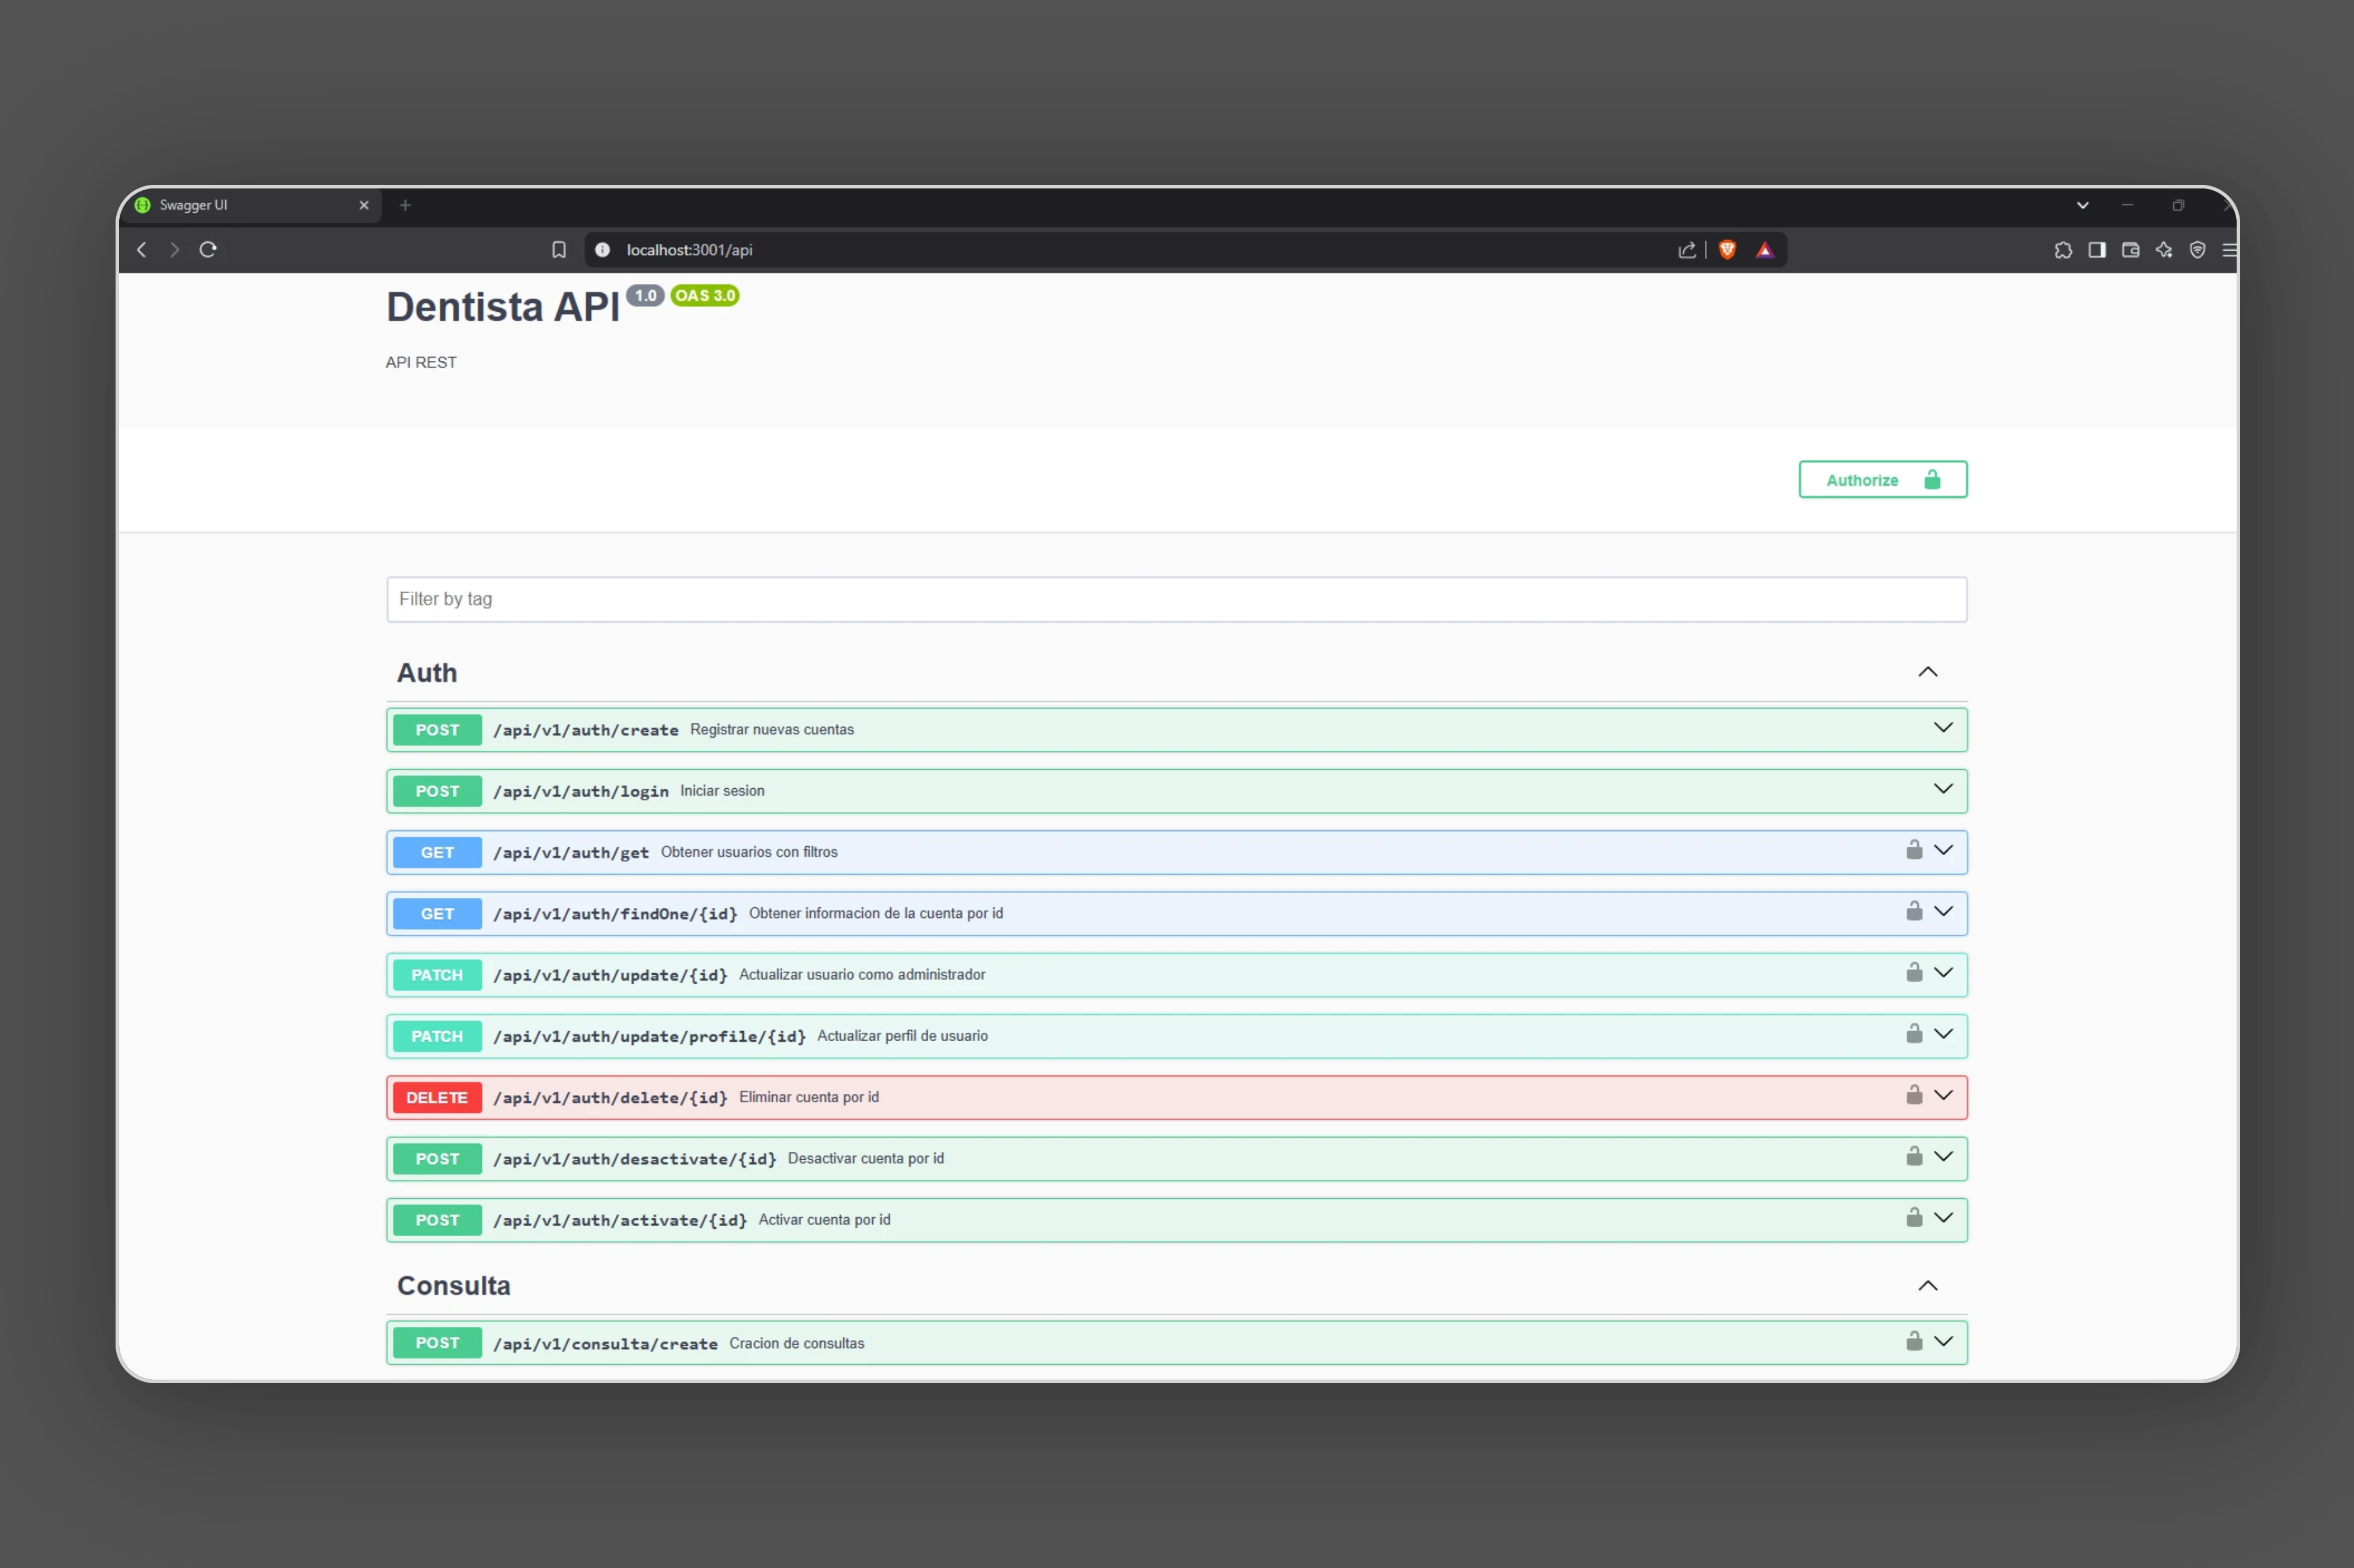 Swagger UI
localhost:3001/api
Dentista API 1.0 OAS 3.0
API REST
Authorize
Filter by tag
Auth
POST /api/v1/auth/create Registrar nuevas cuentas
POST /api/v1/auth/login Iniciar sesion
GET /api/v1/auth/get Obtener usuarios con filtros
GET /api/v1/auth/findOne/{id} Obtener informacion de la cuenta por id
PATCH /api/v1/auth/update/{id} Actualizar usuario como administrador
PATCH /api/v1/auth/update/profile/{id} Actualizar perfil de usuario
DELETE /api/v1/auth/delete/{id} Eliminar cuenta por id
POST /api/v1/auth/desactivate/{id} Desactivar cuenta por id
POST /api/v1/auth/activate/{id} Activar cuenta por id
Consulta
POST /api/v1/consulta/create Cracion de consultas